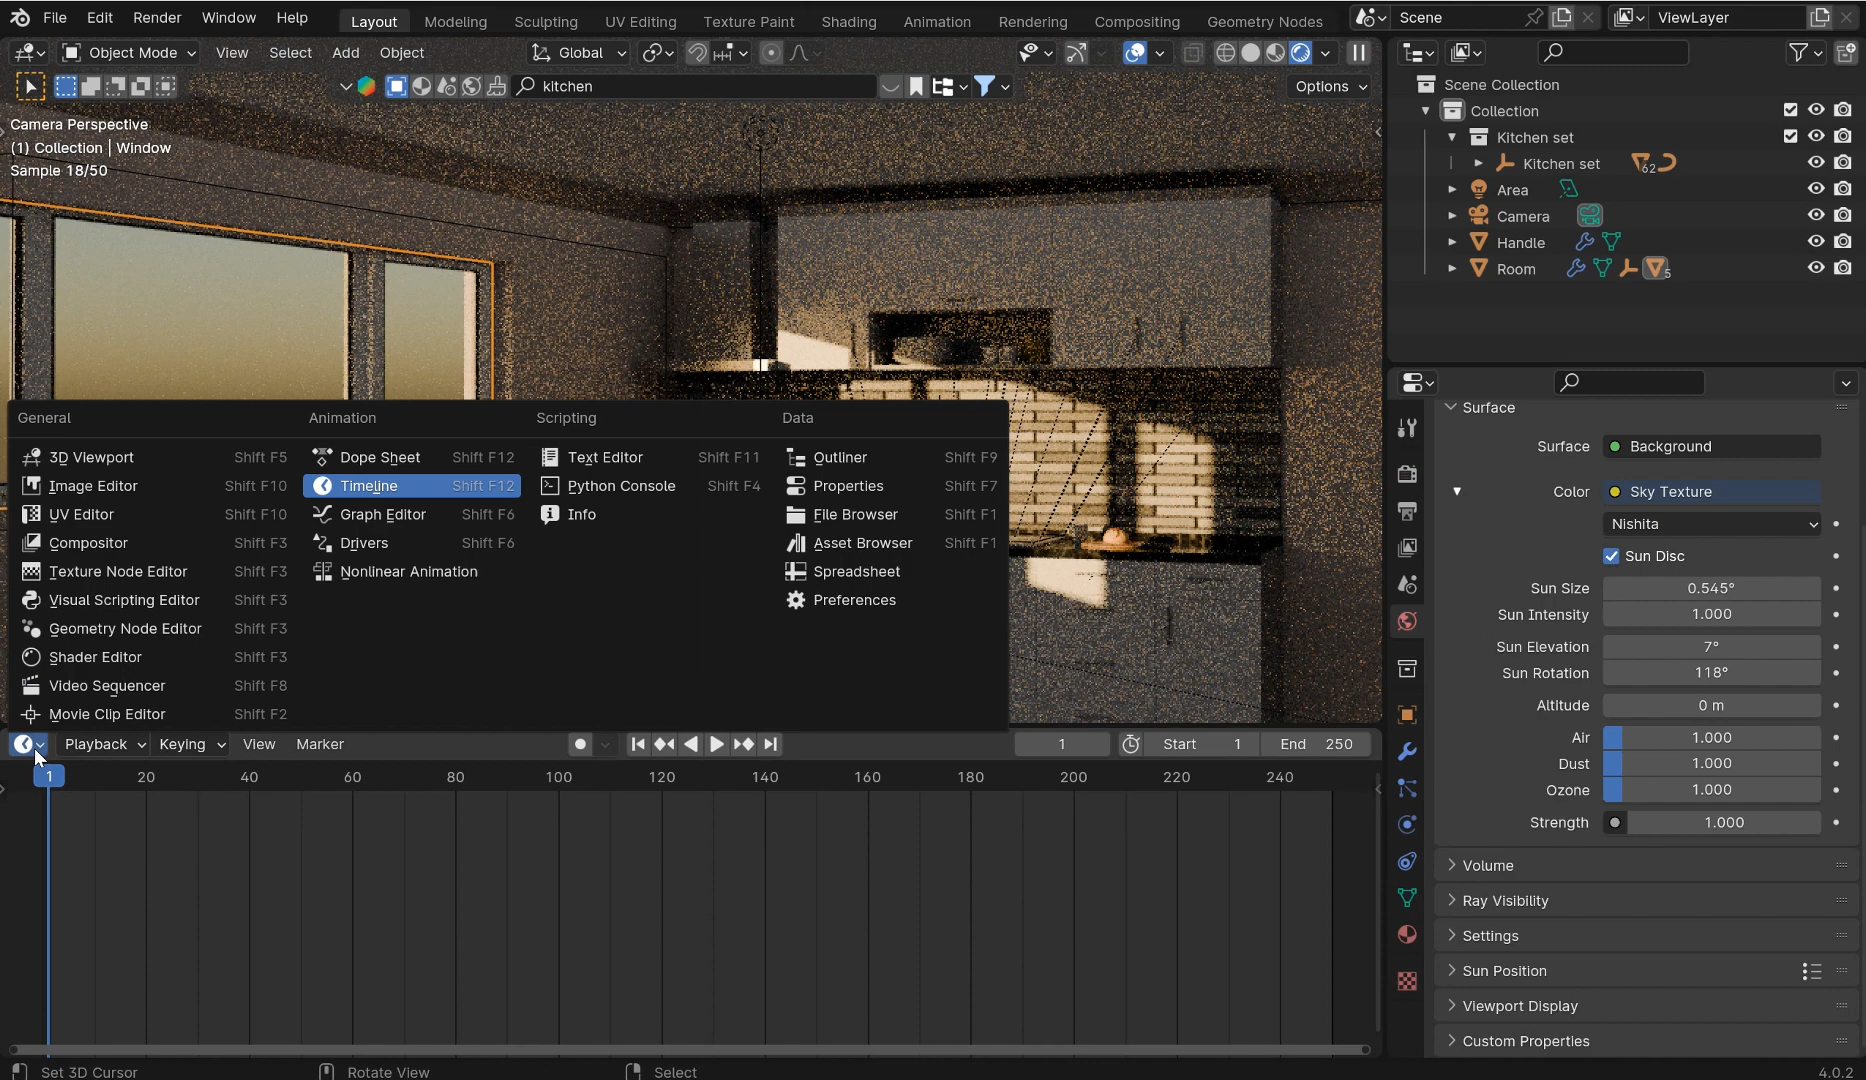 File Edit Render Window Help Layout Modeling Sculpting UV Editing Texture Paint Shading Animation Rendering Compositing Geometry Nodes Scene ViewLayer
Object Mode View Select Add Object Global
kitchen Options
Camera Perspective
(1) Collection | Window
Sample 18/50
Scene Collection
Collection
Kitchen set
Kitchen set 62
Area
Camera
Handle
Room 5
General Animation Scripting Data
3D Viewport Shift F5 Dope Sheet Shift F12 Text Editor Shift F11 Outliner Shift F9
Image Editor Shift F10 Timeline Shift F12 Python Console Shift F4 Properties Shift F7
UV Editor Shift F10 Graph Editor Shift F6 Info File Browser Shift F1
Compositor Shift F3 Drivers Shift F6 Asset Browser Shift F1
Texture Node Editor Shift F3 Nonlinear Animation Spreadsheet
Visual Scripting Editor Shift F3 Preferences
Geometry Node Editor Shift F3
Shader Editor Shift F3
Video Sequencer Shift F8
Movie Clip Editor Shift F2
Surface
Surface Background
Color Sky Texture
Nishita
Sun Disc
Sun Size 0.545°
Sun Intensity 1.000
Sun Elevation 7°
Sun Rotation 118°
Altitude 0 m
Air 1.000
Dust 1.000
Ozone 1.000
Strength 1.000
Volume
Ray Visibility
Settings
Sun Position
Viewport Display
Custom Properties
Playback Keying View Marker 1 Start 1 End 250
1 20 40 60 80 100 120 140 160 180 200 220 240
Set 3D Cursor Rotate View Select 4.0.2